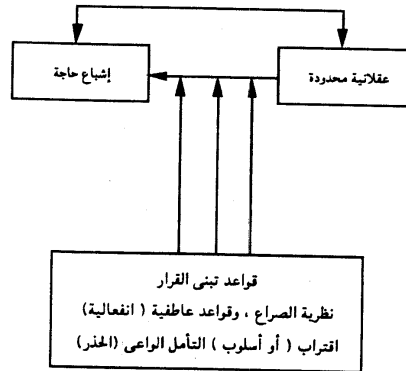 عقلانية محدودة
إشباع حاجة
قواعد تبنى القرار
نظرية الصراع ، وقواعد عاطفية ( انفعالية)
اقتراب ( أو أسلوب ) التأمل الواعى (الحذر)